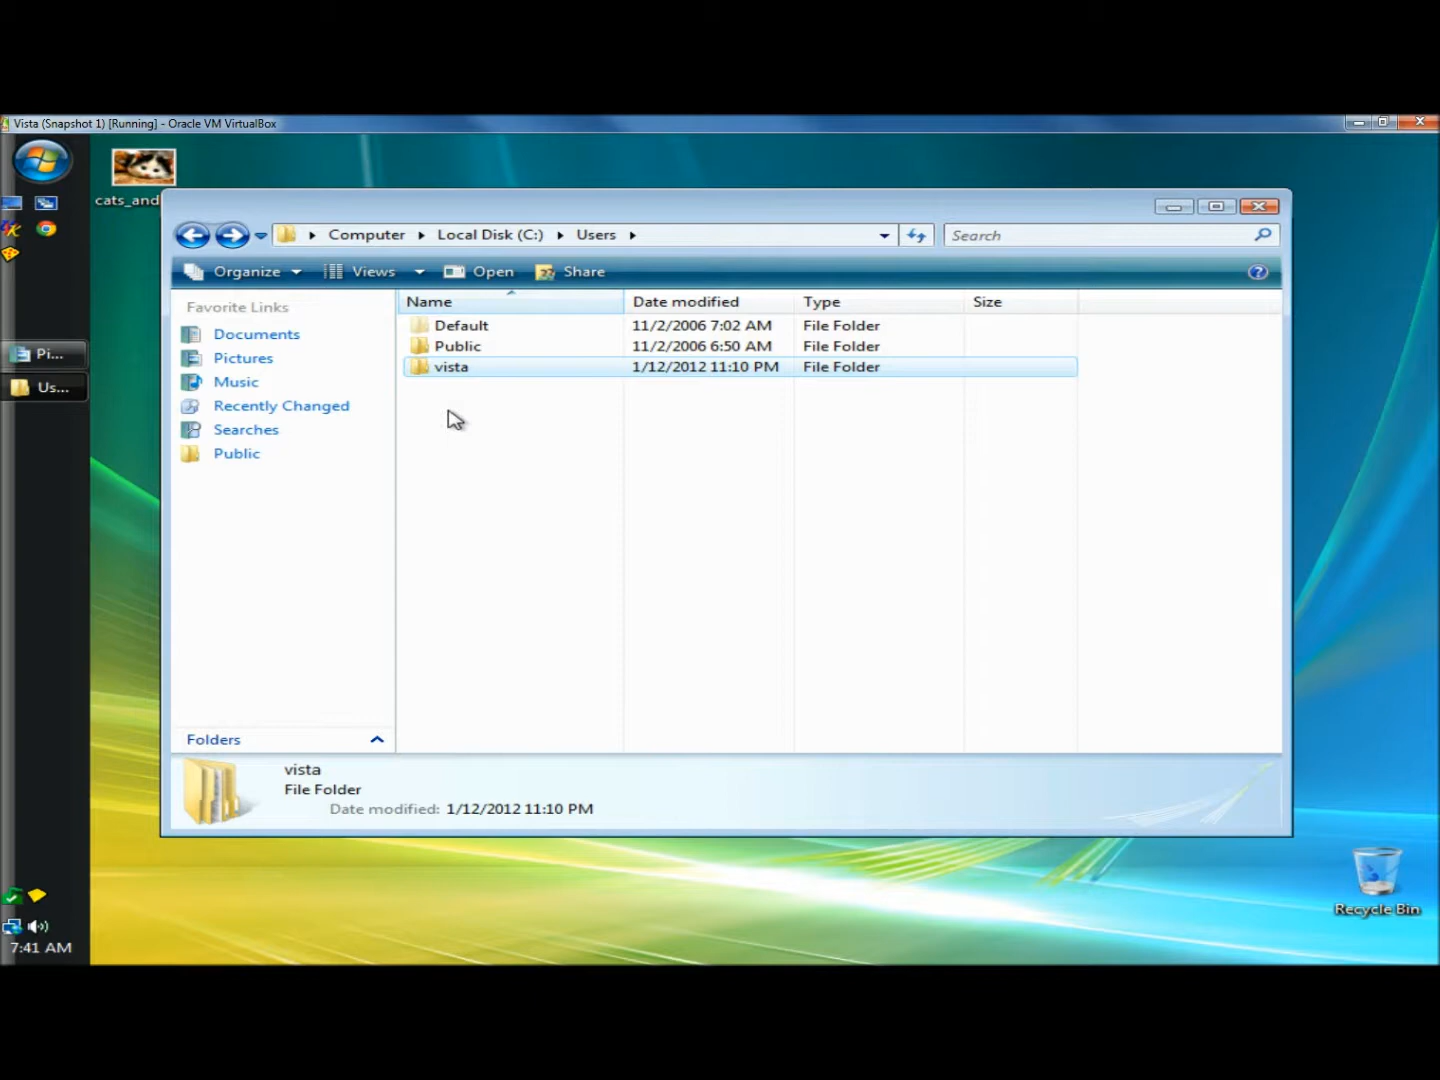 Vista (Snapshot 1) [Running] - Oracle VM VirtualBox
cats_and
Computer Local Disk (C:) Users
Search
Organize Views Open Share
Favorite Links
Documents
Pictures
Music
Recently Changed
Searches
Public
Folders
Name Date modified Type Size
Default 11/2/2006 7:02 AM File Folder
Public 11/2/2006 6:50 AM File Folder
vista 1/12/2012 11:10 PM File Folder
Pi...
Us...
vista
File Folder
Date modified: 1/12/2012 11:10 PM
Recycle Bin
7:41 AM